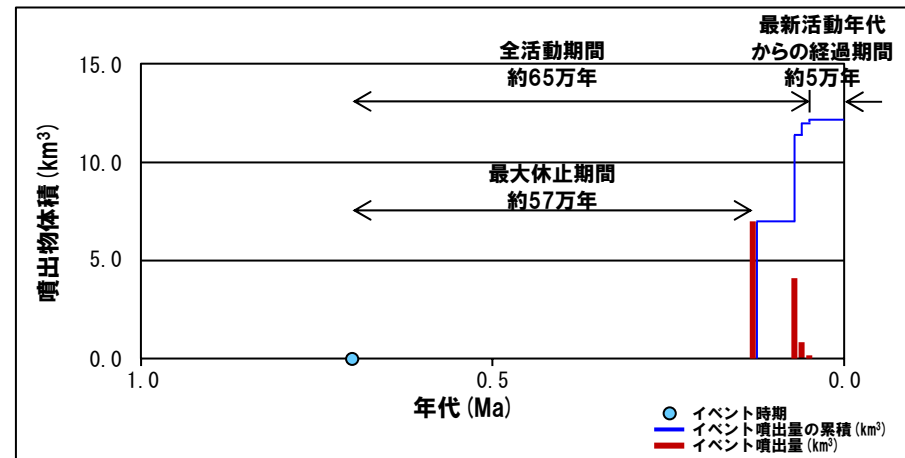 全活動期間
約65万年
最新活動年代
からの経過期間
約5万年
最大休止期間
約57万年
噴出物体積(km³)
15.0
10.0
5.0
0.0
1.0
0.5
0.0
年代(Ma)
イベント時期
イベント噴出量の累積(km³)
イベント噴出量(km³)